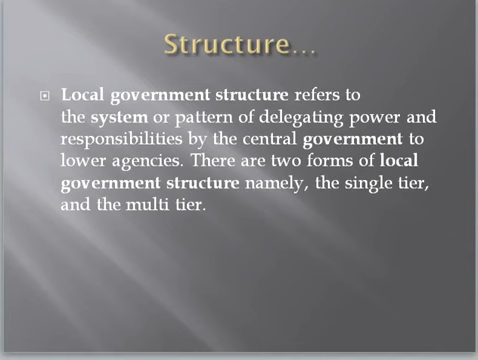 Structure...
Local government structure refers to
the system or pattern of delegating power and
responsibilities by the central government to
lower agencies. There are two forms of local
government structure namely, the single tier,
and the multi tier.